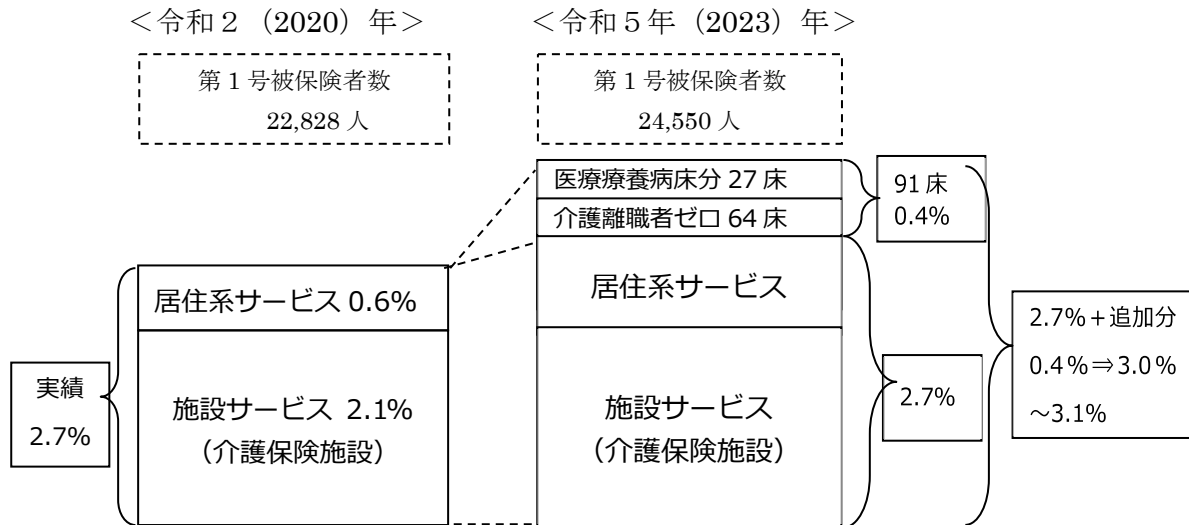 ＜令和２（2020）年＞
第１号被保険者数
22,828 人
居住系サービス 0.6%
施設サービス 2.1%
（介護保険施設）
実績
2.7%
＜令和５年（2023）年＞
第１号被保険者数
24,550 人
医療療養病床分 27 床
介護離職者ゼロ 64 床
居住系サービス
施設サービス
（介護保険施設）
91 床
0.4%
2.7%
2.7%＋追加分
0.4％⇒3.0％
～3.1%